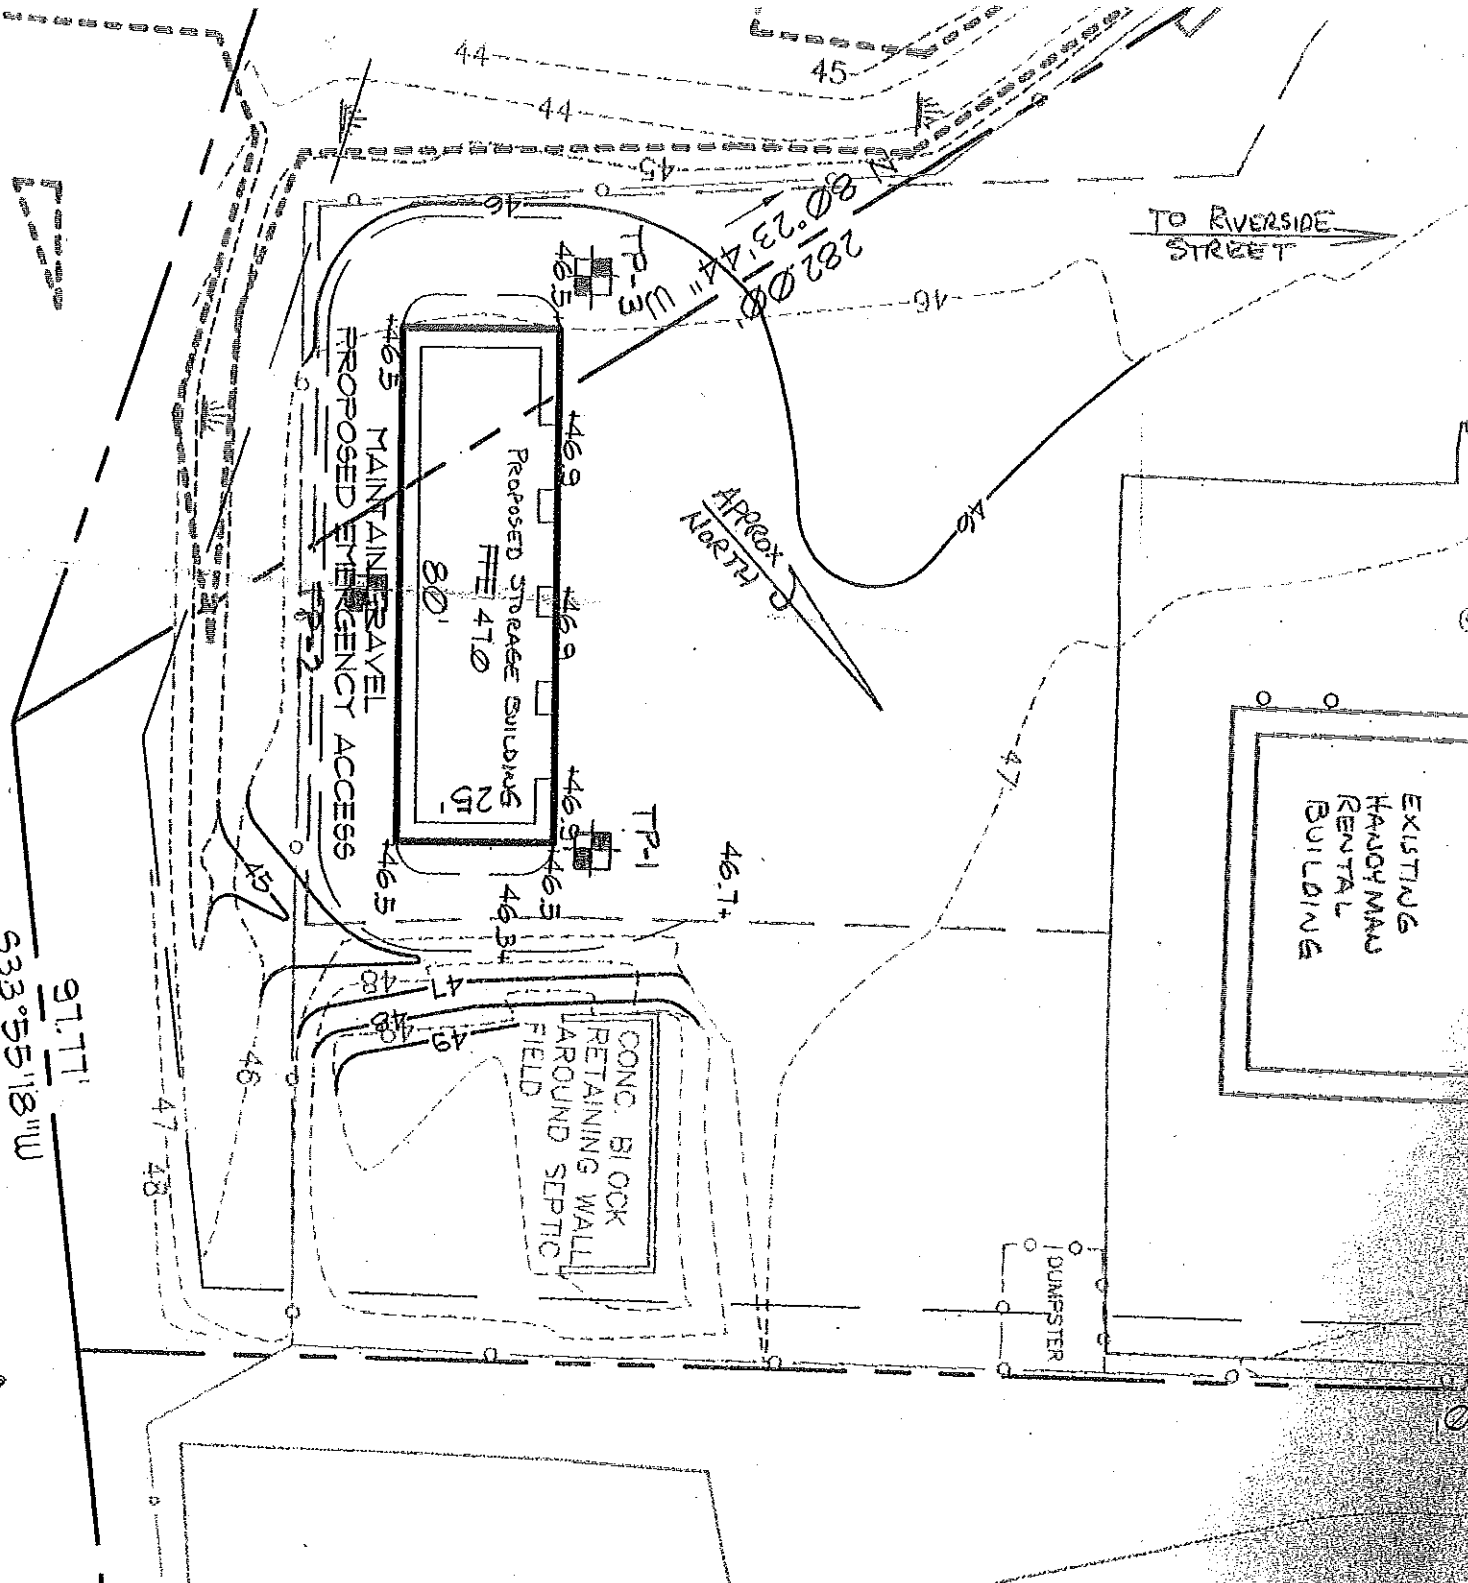 44
44
45
45
TO RIVERSIDE
STREET
46
N 80°23'44" W
282.00'
TP-3
46.5
46
46.5
46.9
PROPOSED EMERGENCY ACCESS
MAINTAIN GRAVEL
PROPOSED STORAGE BUILDING
FFE 47.0
80'
25'
46.9
46.9
46
APPROX
NORTH
TP-2
TP-1
46.5
46.5
46.3+
46.7+
47
EXISTING
HANDYMAN
RENTAL
BUILDING
45
48
47
48
48
49
CONC. BLOCK
RETAINING WALL
AROUND SEPTIC
FIELD
46
47
48
97.77'
S33°55'18"W
DUMPSTER